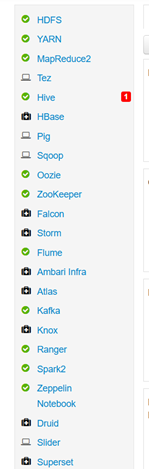 HDFS
YARN
MapReduce2
Tez
Hive 1
HBase
Pig
Sqoop
Oozie
ZooKeeper
Falcon
Storm
Flume
Ambari Infra
Atlas
Kafka
Knox
Ranger
Spark2
Zeppelin
Notebook
Druid
Slider
Superset